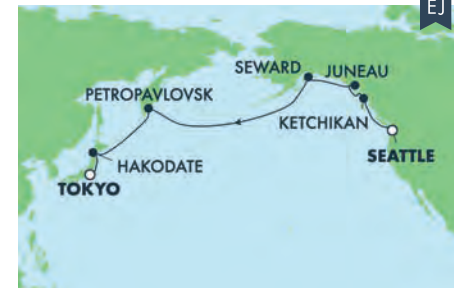 EJ
SEWARD
JUNEAU
PETROPAVLOVSK
KETCHIKAN
SEATTLE
HAKODATE
TOKYO